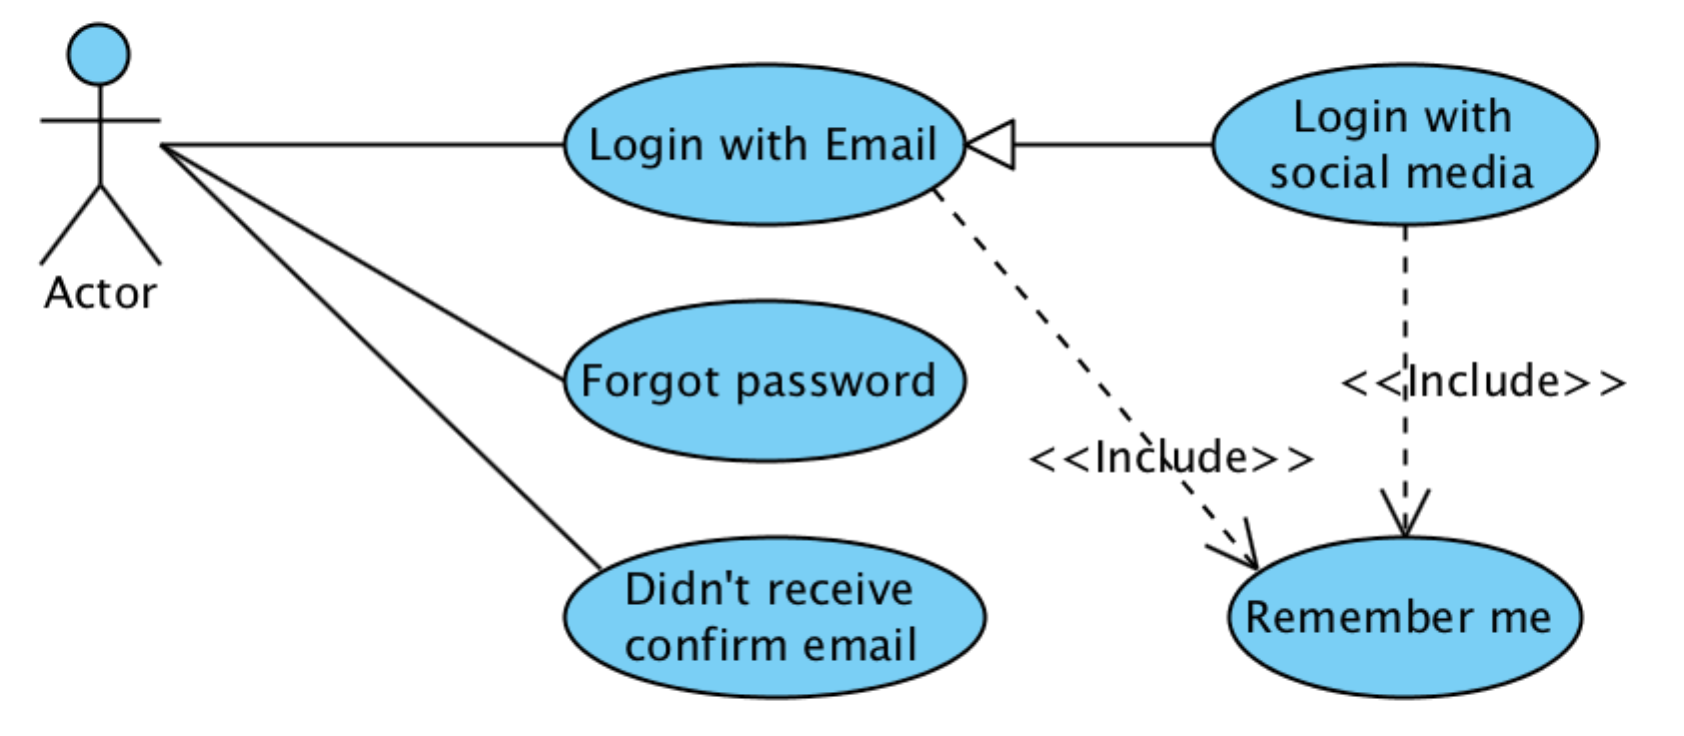 Actor
Login with Email
Login with
social media
Forgot password
<<Include>>
<<Include>>
Didn't receive
confirm email
Remember me